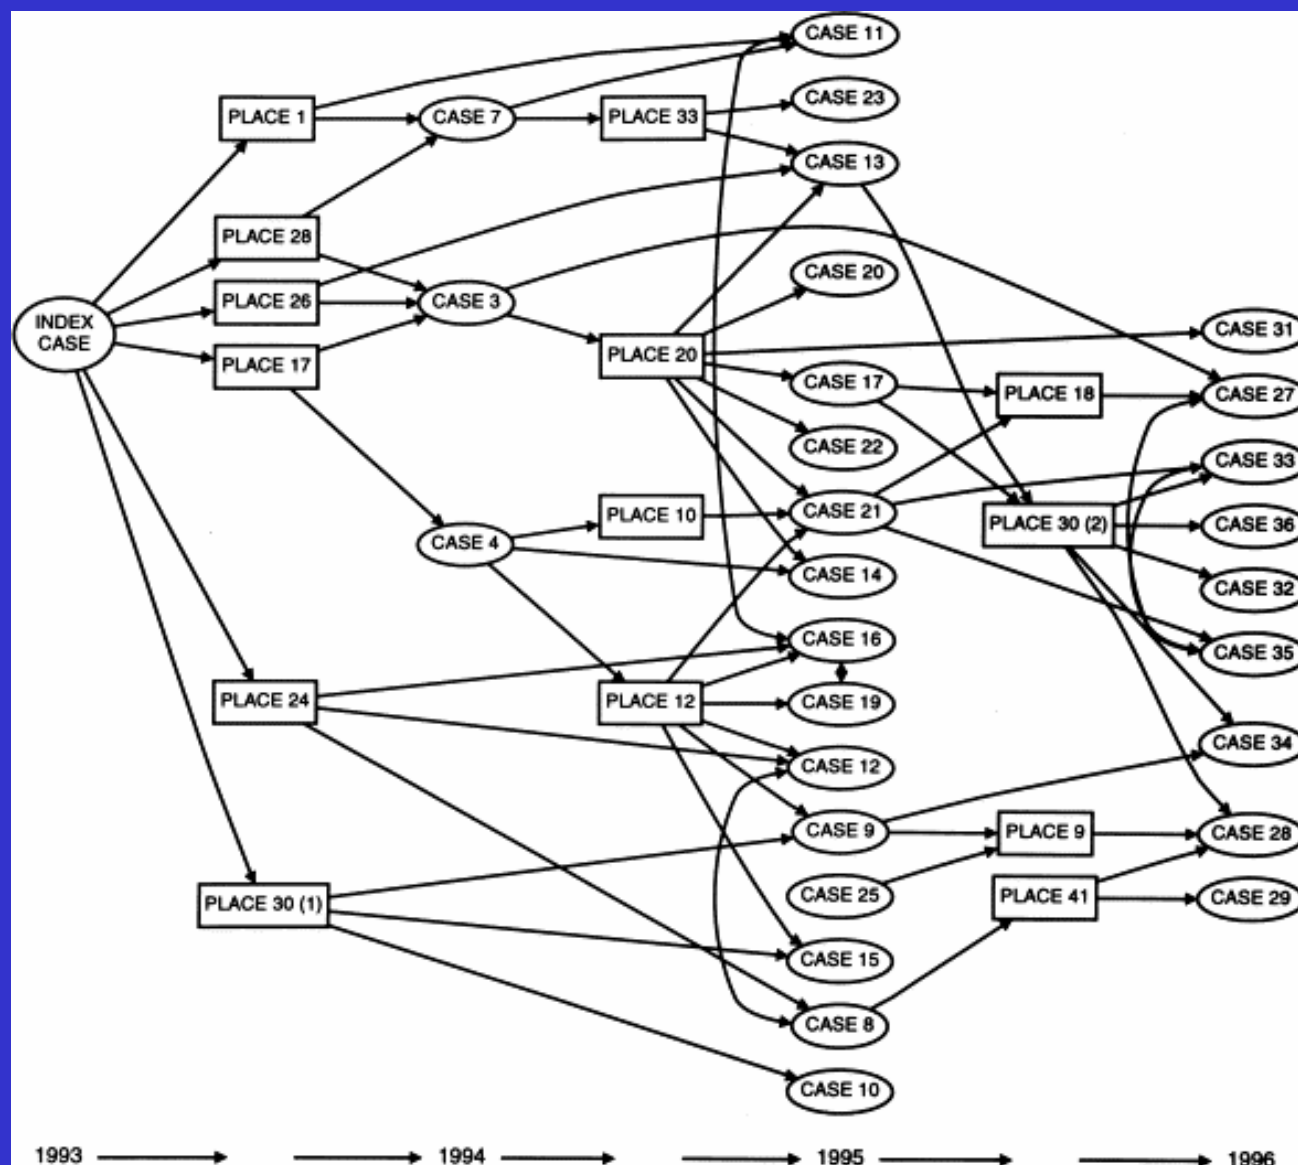 CASE 11
CASE 23
PLACE 1
CASE 7
PLACE 33
CASE 13
PLACE 28
CASE 20
PLACE 26
CASE 3
INDEX
CASE
CASE 31
PLACE 20
PLACE 17
CASE 17
PLACE 18
CASE 27
CASE 22
CASE 33
PLACE 10
CASE 21
PLACE 30 (2)
CASE 36
CASE 4
CASE 14
CASE 32
CASE 16
CASE 35
PLACE 24
PLACE 12
CASE 19
CASE 34
CASE 12
CASE 9
PLACE 9
CASE 28
CASE 25
PLACE 41
CASE 29
PLACE 30 (1)
CASE 15
CASE 8
CASE 10
1993
1994
1995
1996